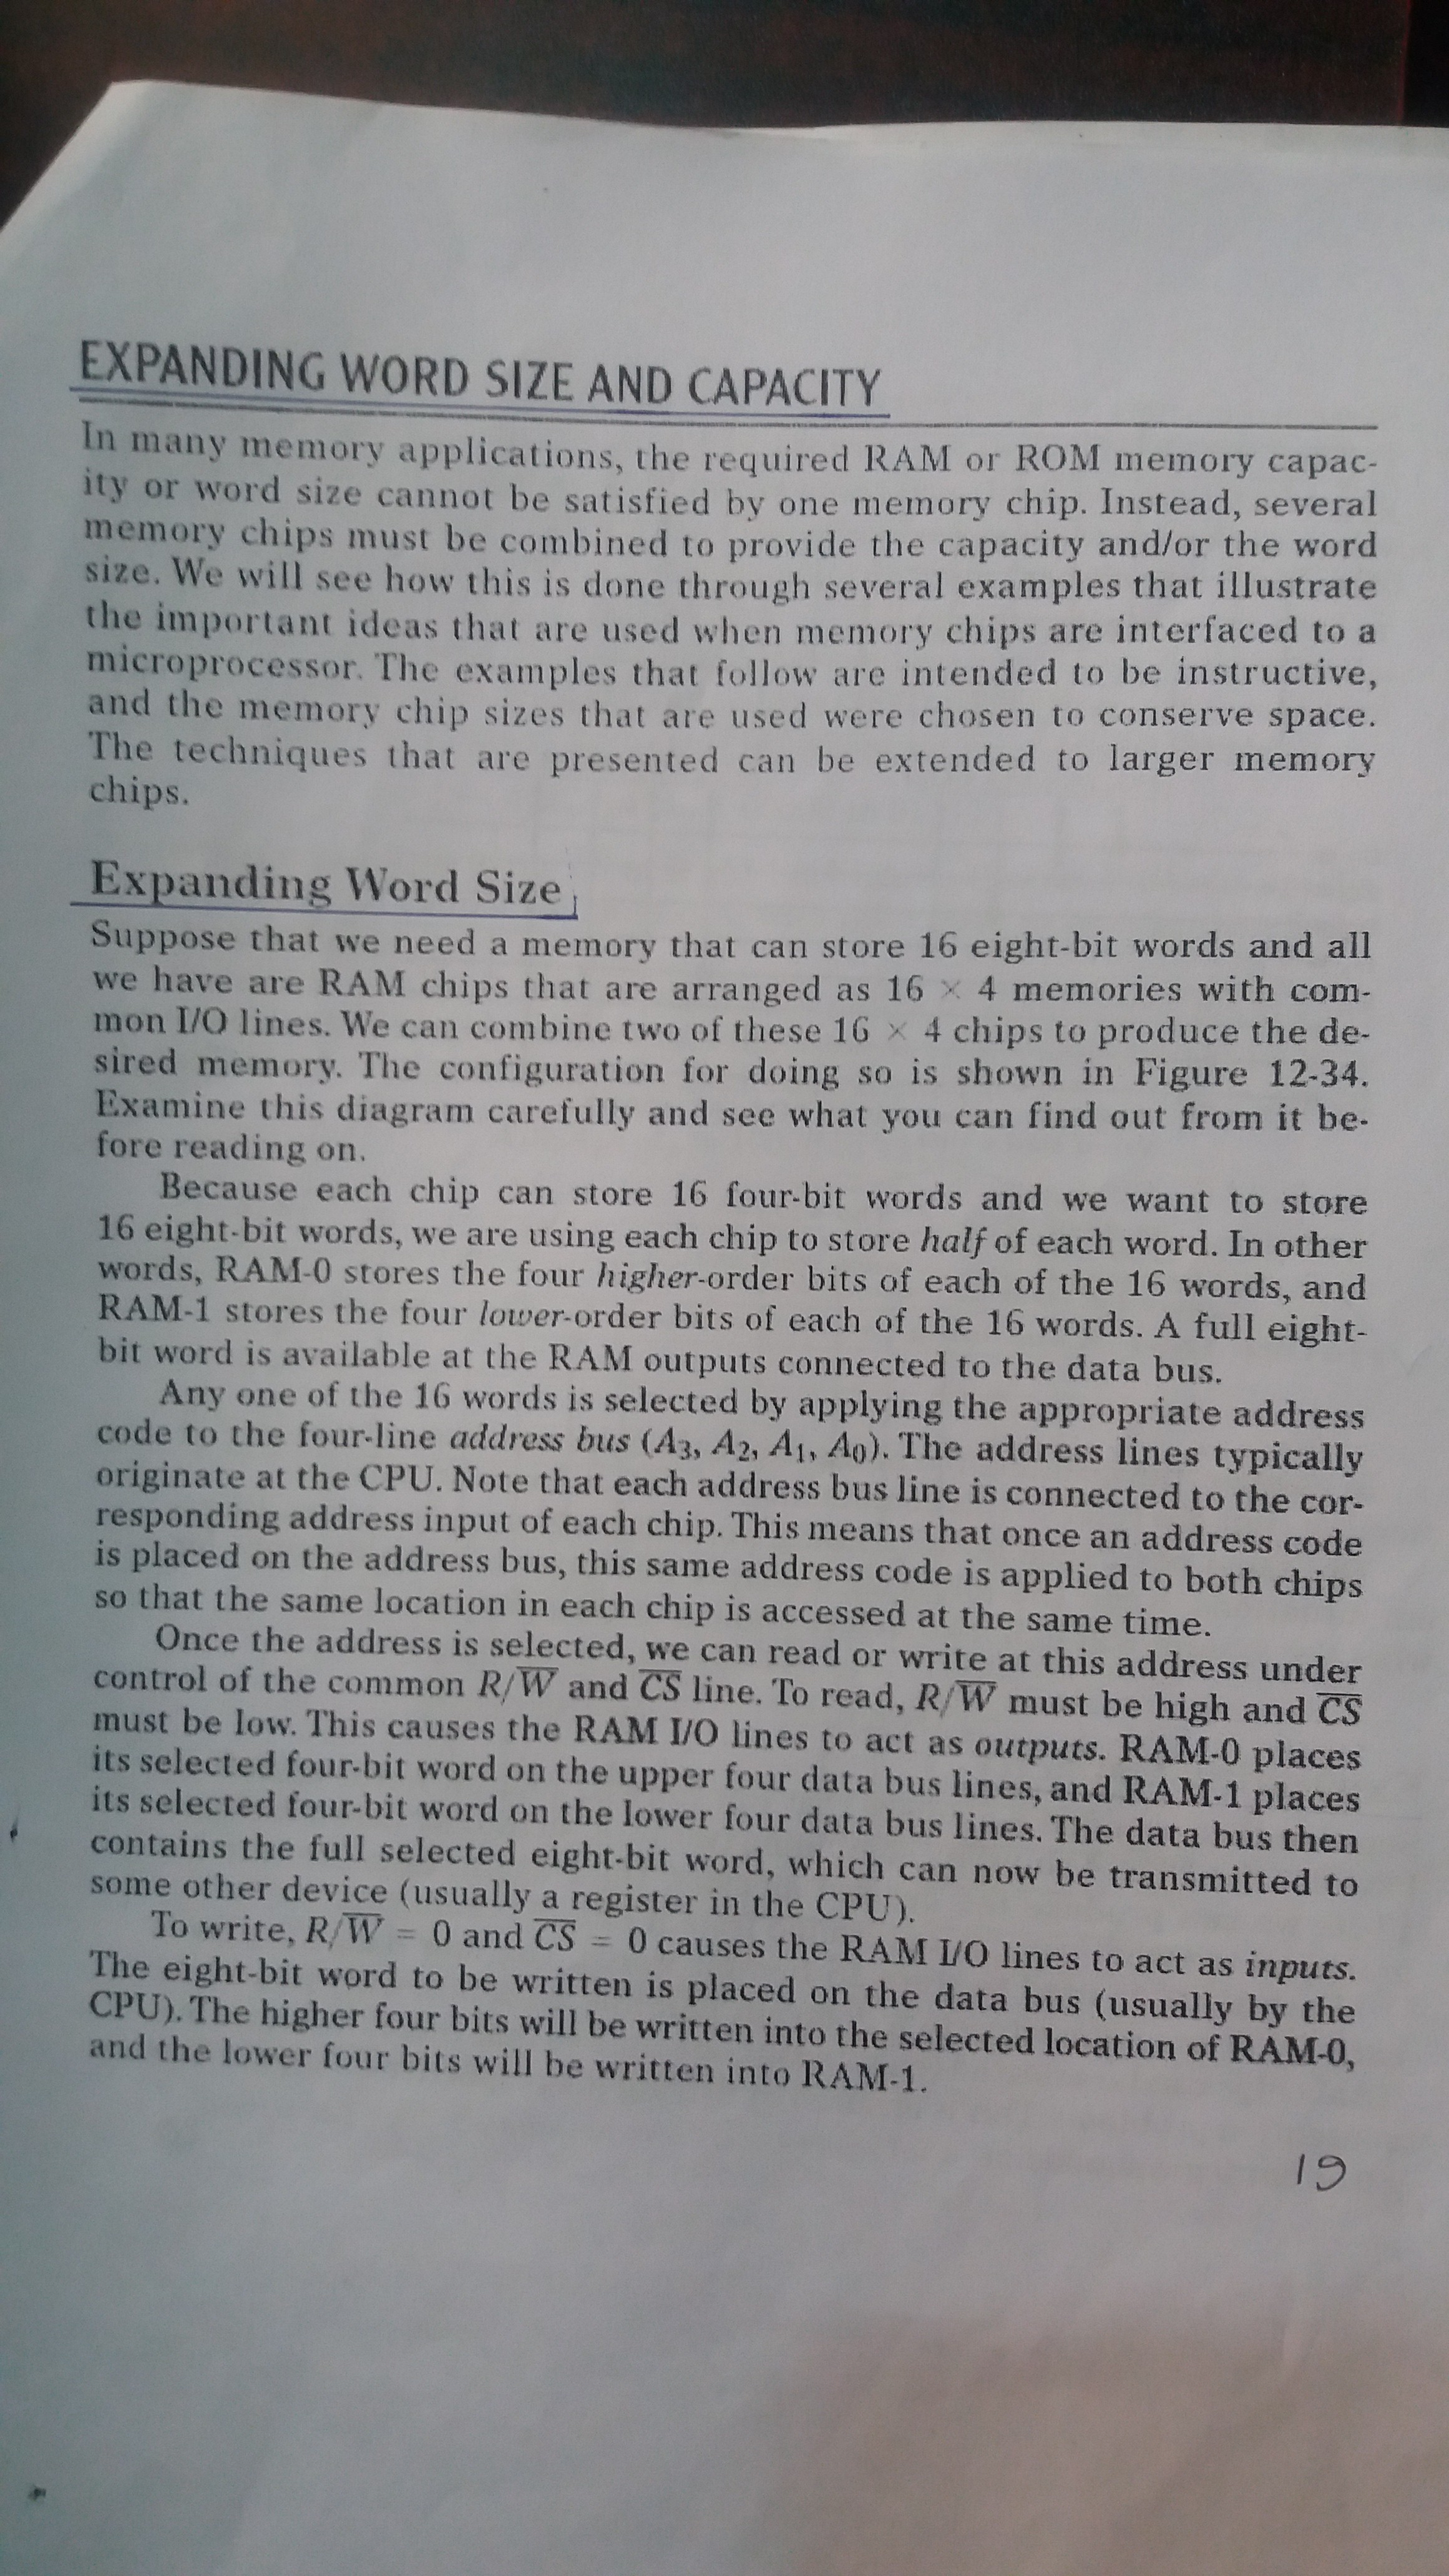 EXPANDING WORD SIZE AND CAPACITY
In many memory applications, the required RAM or ROM memory capac-
ity or word size cannot be satisfied by one memory chip. Instead, several
memory chips must be combined to provide the capacity and/or the word
size. We will see how this is done through several examples that illustrate
the important ideas that are used when memory chips are interfaced to a
microprocessor. The examples that follow are intended to be instructive,
and the memory chip sizes that are used were chosen to conserve space.
The techniques that are presented can be extended to larger memory
chips.
Expanding Word Size
Suppose that we need a memory that can store 16 eight-bit words and all
we have are RAM chips that are arranged as 16 × 4 memories with com-
mon I/O lines. We can combine two of these 16 × 4 chips to produce the de-
sired memory. The configuration for doing so is shown in Figure 12-34.
Examine this diagram carefully and see what you can find out from it be-
fore reading on.
Because each chip can store 16 four-bit words and we want to store
16 eight-bit words, we are using each chip to store half of each word. In other
words, RAM-0 stores the four higher-order bits of each of the 16 words, and
RAM-1 stores the four lower-order bits of each of the 16 words. A full eight-
bit word is available at the RAM outputs connected to the data bus.
Any one of the 16 words is selected by applying the appropriate address
code to the four-line address bus (A₃, A₂, A₁, A₀). The address lines typically
originate at the CPU. Note that each address bus line is connected to the cor-
responding address input of each chip. This means that once an address code
is placed on the address bus, this same address code is applied to both chips
so that the same location in each chip is accessed at the same time.
Once the address is selected, we can read or write at this address under
control of the common R/W̅ and C̅S̅ line. To read, R/W̅ must be high and C̅S̅
must be low. This causes the RAM I/O lines to act as outputs. RAM-0 places
its selected four-bit word on the upper four data bus lines, and RAM-1 places
its selected four-bit word on the lower four data bus lines. The data bus then
contains the full selected eight-bit word, which can now be transmitted to
some other device (usually a register in the CPU).
To write, R/W̅ = 0 and C̅S̅ = 0 causes the RAM I/O lines to act as inputs.
The eight-bit word to be written is placed on the data bus (usually by the
CPU). The higher four bits will be written into the selected location of RAM-0,
and the lower four bits will be written into RAM-1.
19